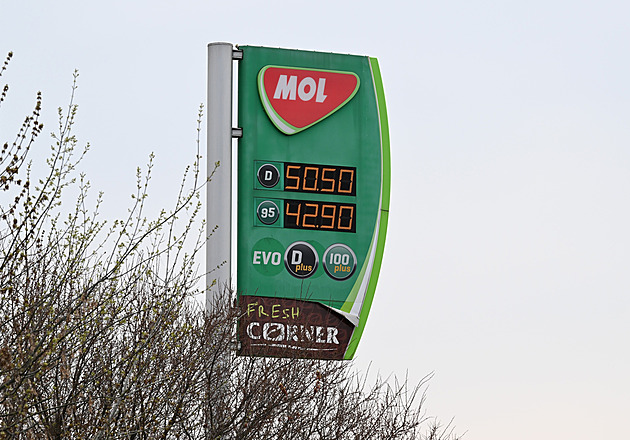 MOL
D 50.50
95 42.90
EVO D plus 100 plus
FRESH
CORNER